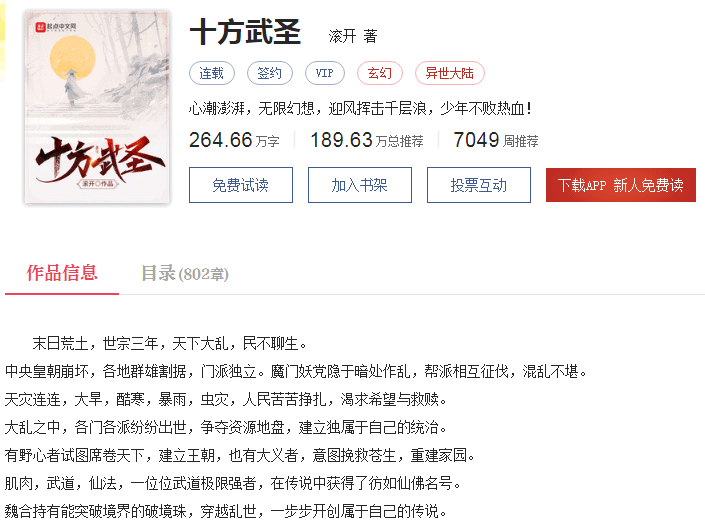 起点中文网
十方武圣
滚开◎作品
十方武圣 滚开 著
连载 签约 VIP 玄幻 异世大陆
心潮澎湃，无限幻想，迎风挥击千层浪，少年不败热血！
264.66万字 189.63万总推荐 7049周推荐
免费试读 加入书架 投票互动 下载APP 新人免费读
作品信息 目录(802章)
末日荒土，世宗三年，天下大乱，民不聊生。
中央皇朝崩坏，各地群雄割据，门派独立。魔门妖党隐于暗处作乱，帮派相互征伐，混乱不堪。
天灾连连，大旱，酷寒，暴雨，虫灾，人民苦苦挣扎，渴求希望与救赎。
大乱之中，各门各派纷纷出世，争夺资源地盘，建立独属于自己的统治。
有野心者试图席卷天下，建立王朝，也有大义者，意图挽救苍生，重建家园。
肌肉，武道，仙法，一位位武道极限强者，在传说中获得了彷如仙佛名号。
魏合持有能突破境界的破境珠，穿越乱世，一步步开创属于自己的传说。